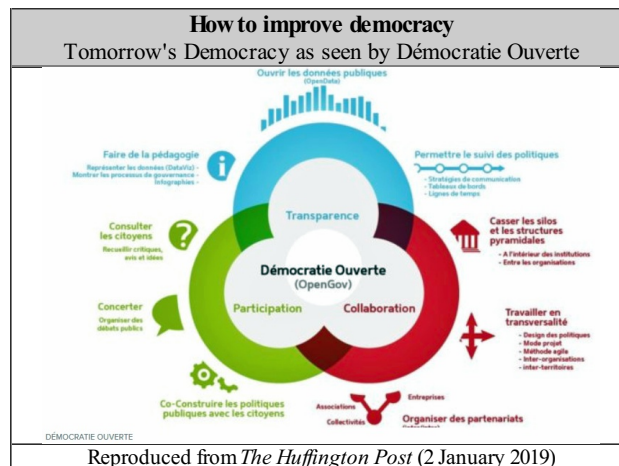 How to improve democracy
Tomorrow's Democracy as seen by Démocratie Ouverte
Ouvrir les données publiques
(OpenData)
Faire de la pédagogie
Représenter les données (DataViz) -
Montrer les processus de gouvernance -
Infographies -
Permettre le suivi des politiques
- Stratégies de communication
- Tableaux de bords
- Lignes de temps
Transparence
Consulter
les citoyens
Recueillir critiques,
avis et idées
Casser les silos
et les structures
pyramidales
- A l'intérieur des institutions
- Entre les organisations
Démocratie Ouverte
(OpenGov)
Participation
Collaboration
Concerter
Organiser des
débats publics
Travailler en
transversalité
- Design des politiques
- Mode projet
- Méthode agile
- Inter-organisations
- inter-territoires
Co-Construire les politiques
publiques avec les citoyens
Associations
Entreprises
Collectivités
Organiser des partenariats
DÉMOCRATIE OUVERTE
Reproduced from The Huffington Post (2 January 2019)